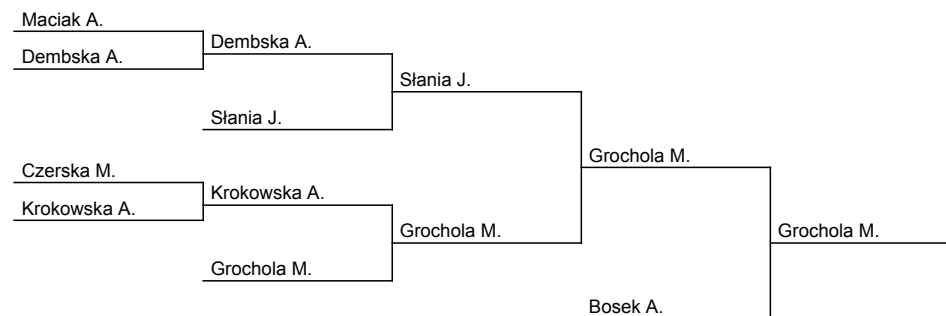 Maciak A.
Dembska A.
Dembska A.
Słania J.
Słania J.
Czerska M.
Grochola M.
Krokowska A.
Krokowska A.
Grochola M.
Grochola M.
Grochola M.
Bosek A.